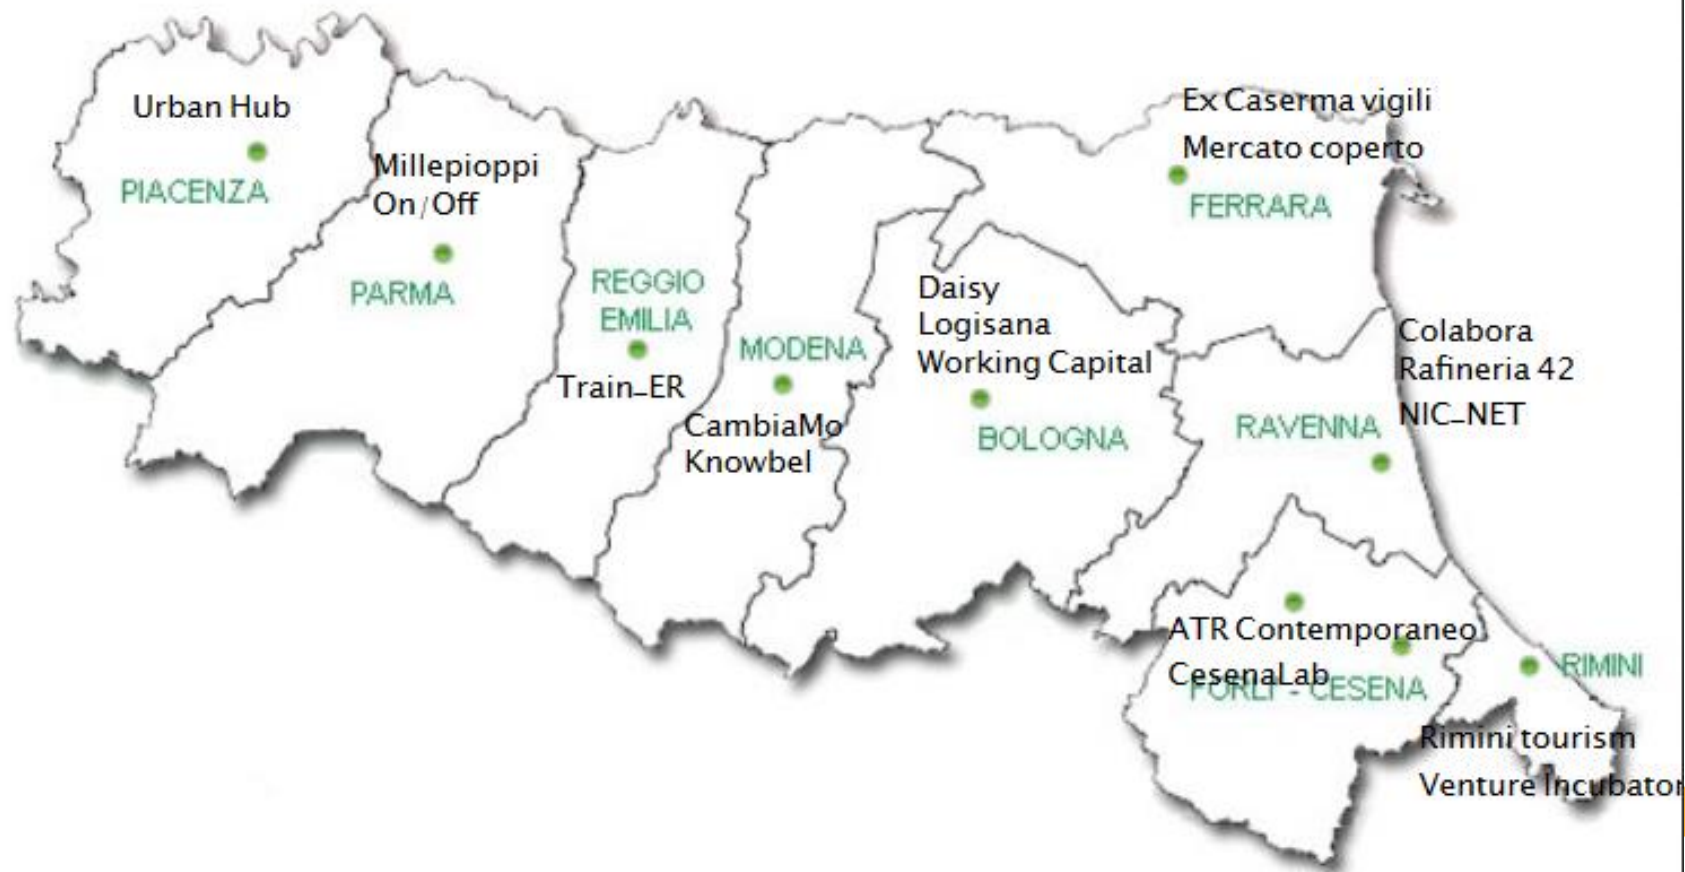 Urban Hub
PIACENZA
Millepioppi
On/Off
PARMA
REGGIO
EMILIA
Train_ER
MODENA
CambiaMo
Knowbel
Daisy
Logisana
Working Capital
BOLOGNA
Ex Caserma vigili
Mercato coperto
FERRARA
Colabora
Rafineria 42
NIC_NET
RAVENNA
ATR Contemporaneo
CesenaLab
FORLI' - CESENA
RIMINI
Rimini tourism
Venture Incubator